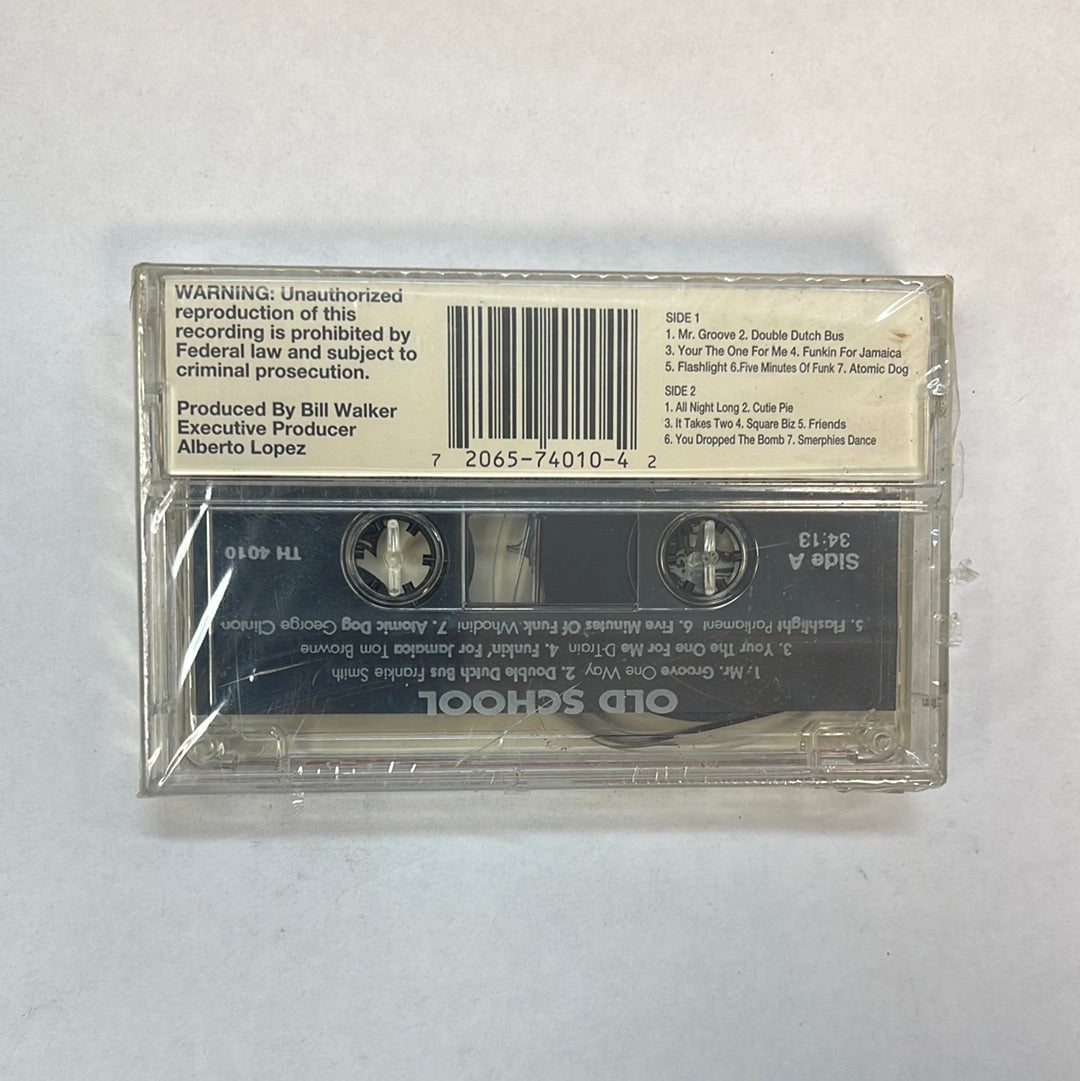 WARNING: Unauthorized
reproduction of this
recording is prohibited by
Federal law and subject to
criminal prosecution.
Produced By Bill Walker
Executive Producer
Alberto Lopez
7 2065-74010-4 2
SIDE 1
1. Mr. Groove 2. Double Dutch Bus
3. Your The One For Me 4. Funkin For Jamaica
5. Flashlight 6.Five Minutes Of Funk 7. Atomic Dog
SIDE 2
1. All Night Long 2. Cutie Pie
3. It Takes Two 4. Square Biz 5. Friends
6. You Dropped The Bomb 7. Smerphies Dance
OLD SCHOOL
1. Mr. Groove One Way 2. Double Dutch Bus Frankie Smith
3. Your The One For Me D-Train 4. Funkin' For Jamaica Tom Browne
5. Flashlight Parliament 6. Five Minutes Of Funk Whodini 7. Atomic Dog George Clinton
Side A
34:13
TH 4010